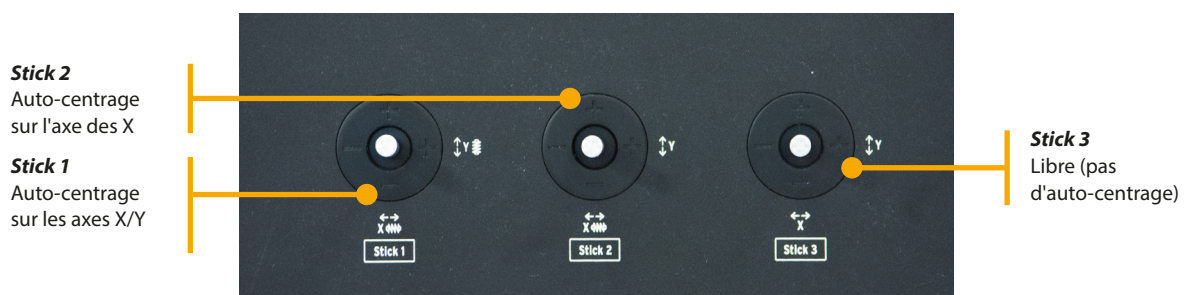 Stick 2
Auto-centrage
sur l'axe des X
Stick 1
Auto-centrage
sur les axes X/Y
Y
X
Stick 1
Y
X
Stick 2
Y
X
Stick 3
Stick 3
Libre (pas
d'auto-centrage)